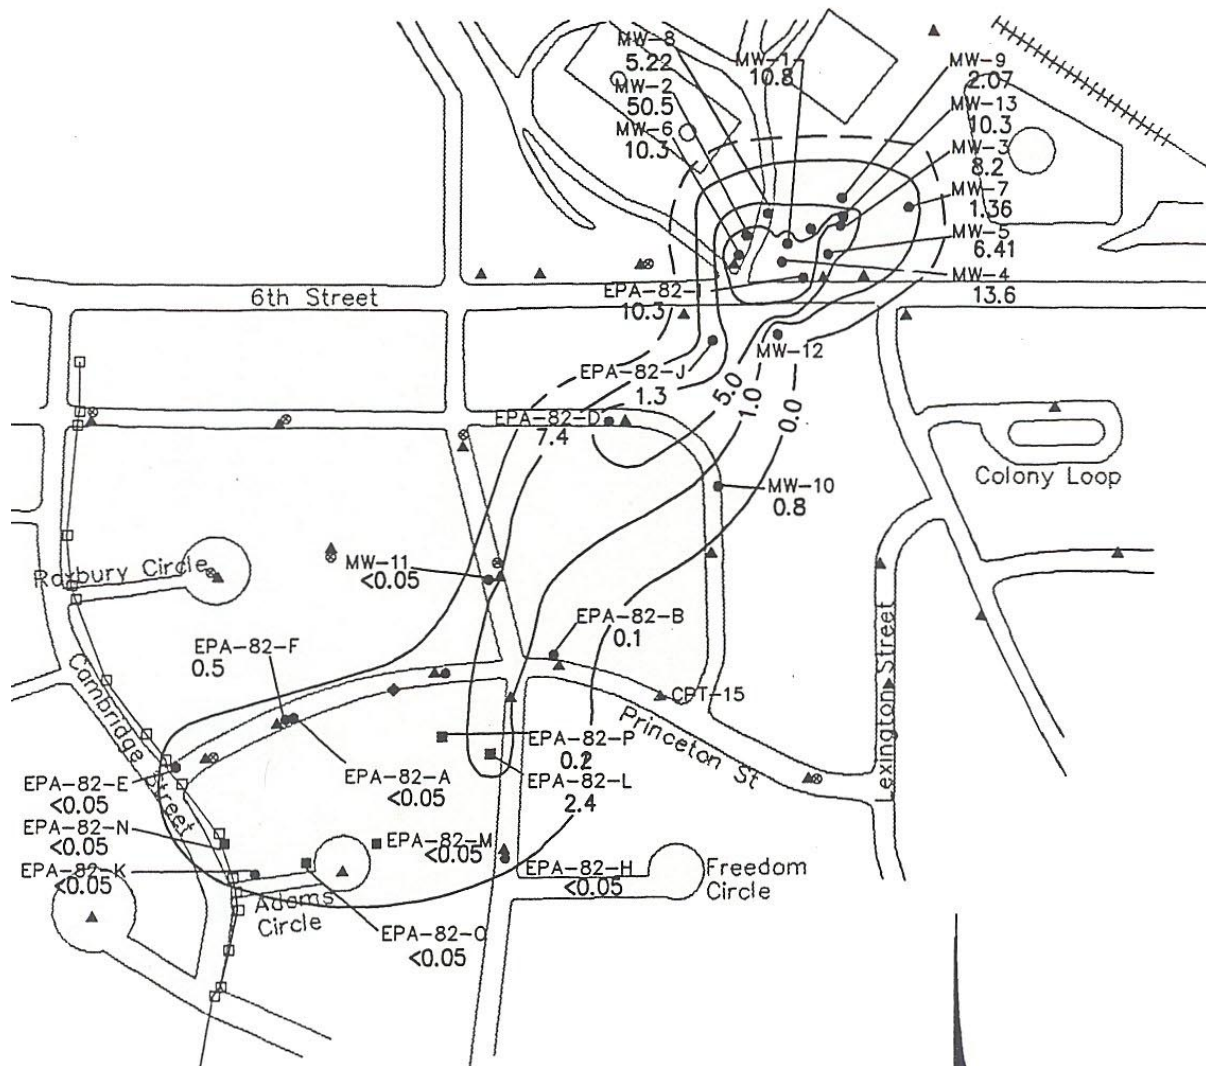 MW-8
5.22
MW-2
50.5
MW-6
10.3
MW-1
10.8
MW-9
2.07
MW-13
10.3
MW-3
8.2
MW-7
1.36
MW-5
6.41
MW-4
13.6
6th Street
EPA-82-I
10.3
MW-12
EPA-82-J
1.3
5.0
1.0
0.0
EPA-82-D
7.4
Colony Loop
MW-10
0.8
MW-11
<0.05
Roxbury Circle
EPA-82-B
0.1
EPA-82-F
0.5
Cambridge Street
CPT-15
Princeton St
Lexington Street
EPA-82-P
0.2
EPA-82-L
2.4
EPA-82-A
<0.05
EPA-82-E
<0.05
EPA-82-N
<0.05
EPA-82-K
<0.05
EPA-82-M
<0.05
EPA-82-H
<0.05
Freedom
Circle
Adams
Circle
EPA-82-O
<0.05